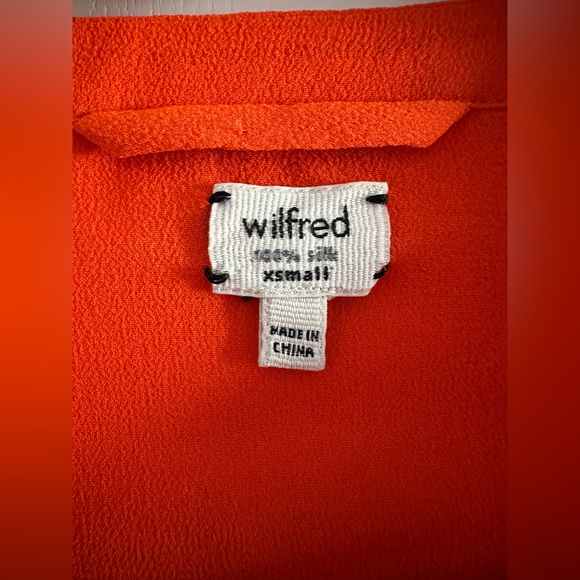 wilfred
100% silk
xsmall
MADE IN
CHINA